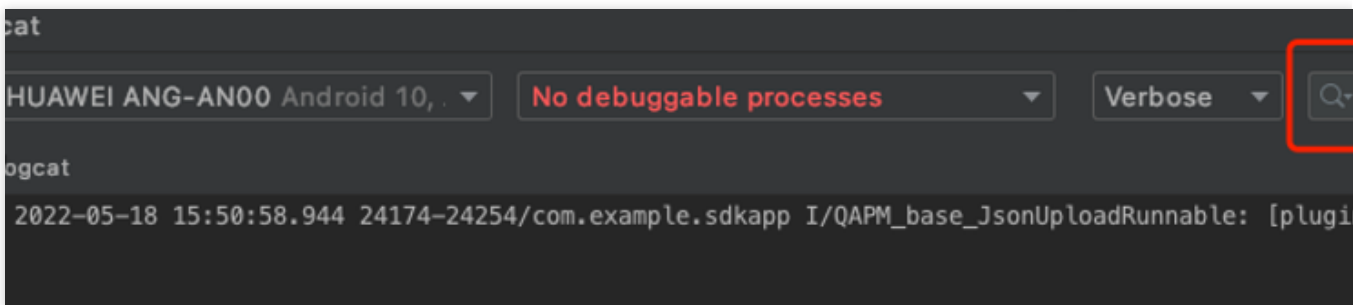 cat
HUAWEI ANG-AN00 Android 10, . No debuggable processes Verbose
ogcat
2022-05-18 15:50:58.944 24174-24254/com.example.sdkapp I/QAPM_base_JsonUploadRunnable: [plugi